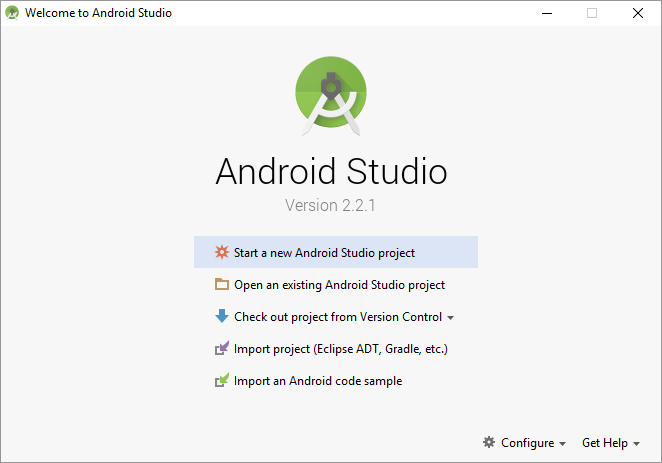 Welcome to Android Studio
Android Studio
Version 2.2.1
Start a new Android Studio project
Open an existing Android Studio project
Check out project from Version Control
Import project (Eclipse ADT, Gradle, etc.)
Import an Android code sample
Configure Get Help